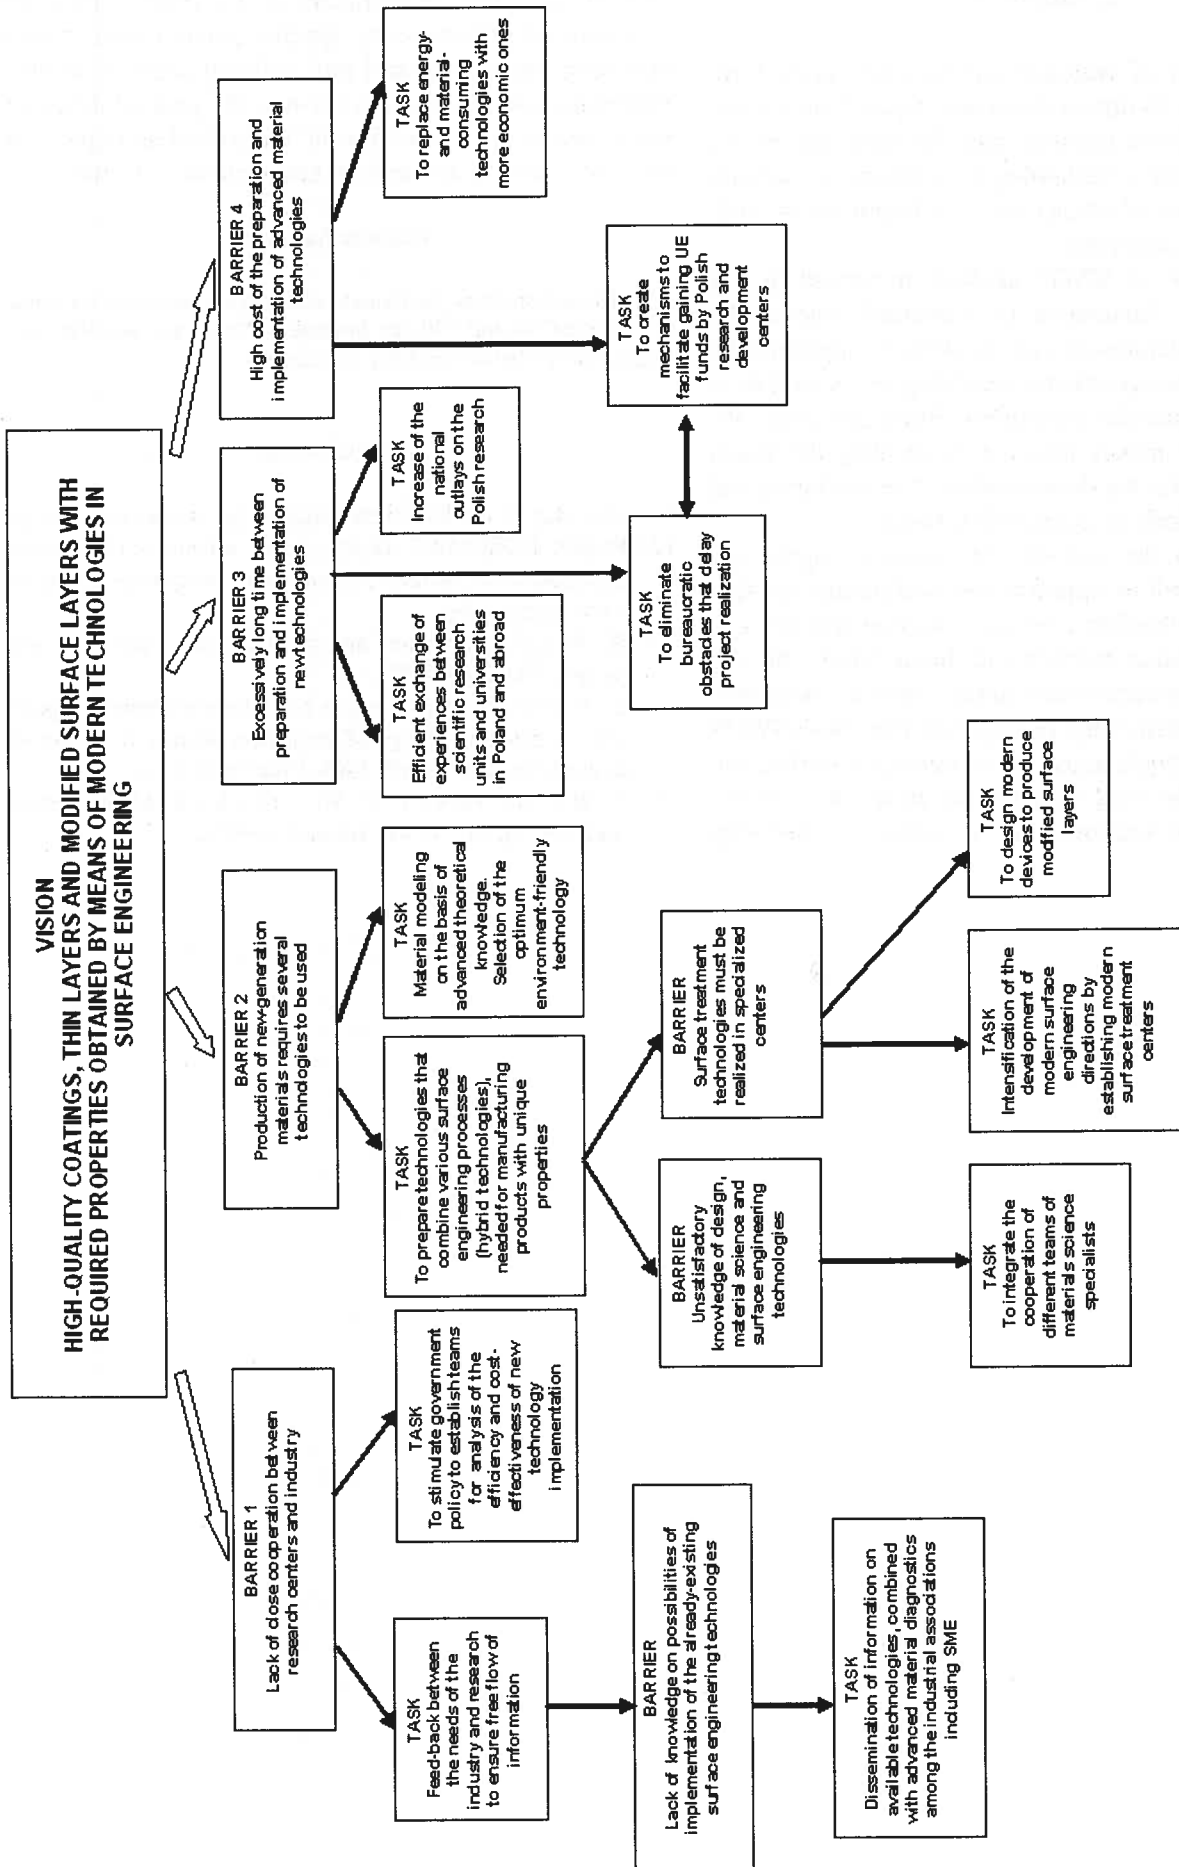 VISION
HIGH-QUALITY COATINGS, THIN LAYERS AND MODIFIED SURFACE LAYERS WITH
REQUIRED PROPERTIES OBTAINED BY MEANS OF MODERN TECHNOLOGIES IN
SURFACE ENGINEERING
BARRIER 1
Lack of close cooperation between
research centers and industry
BARRIER 2
Production of new-generation
materials requires several
technologies to be used
BARRIER 3
Excessively long time between
preparation and implementation of
new technologies
BARRIER 4
High cost of the preparation and
implementation of advanced material
technologies
TASK
Feed-back between
the needs of the
industry and research
to ensure free flow of
information
TASK
To stimulate government
policy to establish teams
for analysis of the
efficiency and cost-
effectiveness of new
technology
implementation
TASK
To prepare technologies that
combine various surface
engineering processes
(hybrid technologies),
needed for manufacturing
products with unique
properties
TASK
Material modeling
on the basis of
advanced theoretical
knowledge.
Selection of the
optimum
environment-friendly
technology
TASK
Efficient exchange of
experiences between
scientific research
units and universities
in Poland and abroad
TASK
Increase of the
national
outlays on the
Polish research
TASK
To replace energy-
and material-
consuming
technologies with
more economic ones
BARRIER
Lack of knowledge on possibilities of
implementation of the already-existing
surface engineering technologies
BARRIER
Unsatisfactory
knowledge of design,
material science and
surface engineering
technologies
BARRIER
Surface treatment
technologies must be
realized in specialized
centers
TASK
To eliminate
bureaucratic
obstacles that delay
project realization
TASK
To create
mechanisms to
facilitate gaining UE
funds by Polish
research and
development
centers
TASK
Dissemination of information on
available technologies, combined
with advanced material diagnostics
among the industrial associations
including SME
TASK
To integrate the
cooperation of
different teams of
materials science
specialists
TASK
Intensification of the
development of
modern surface
engineering
directions by
establishing modern
surface treatment
centers
TASK
To design modern
devices to produce
modified surface
layers